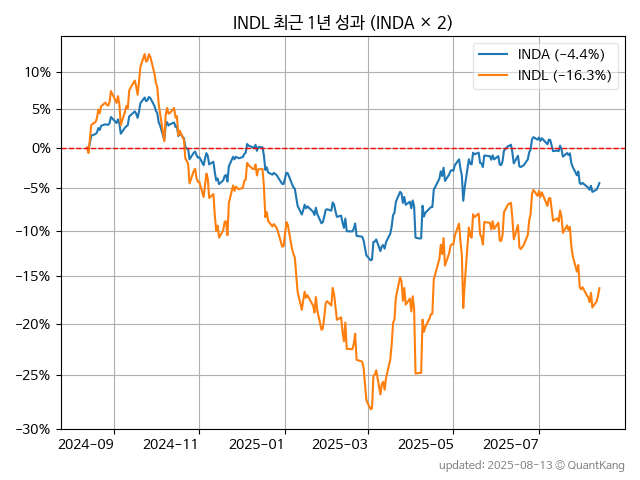 INDL 최근 1년 성과 (INDA × 2)
INDA (−4.4%)
INDL (−16.3%)
10%
5%
0%
−5%
−10%
−15%
−20%
−25%
−30%
2024-09 2024-11 2025-01 2025-03 2025-05 2025-07
updated: 2025-08-13 © QuantKang